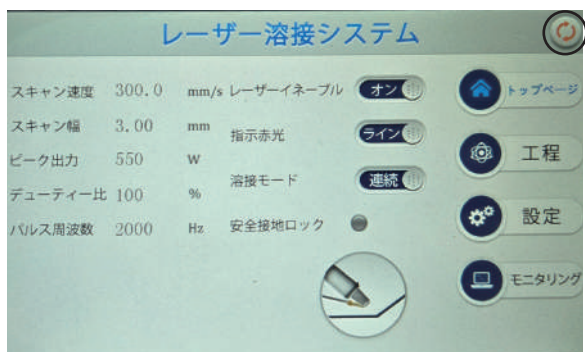 レーザー溶接システム
スキャン速度 300.0 mm/s レーザーイネーブル オン
トップページ
スキャン幅 3.00 mm 指示赤光 ライン
工程
ピーク出力 550 W
溶接モード 連続
デューティー比 100 %
設定
パルス周波数 2000 Hz 安全接地ロック
モニタリング